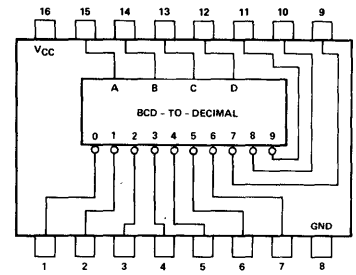 16 15 14 13 12 11 10 9
VCC
A B C D
BCD - TO - DECIMAL
0 1 2 3 4 5 6 7 8 9
GND
1 2 3 4 5 6 7 8